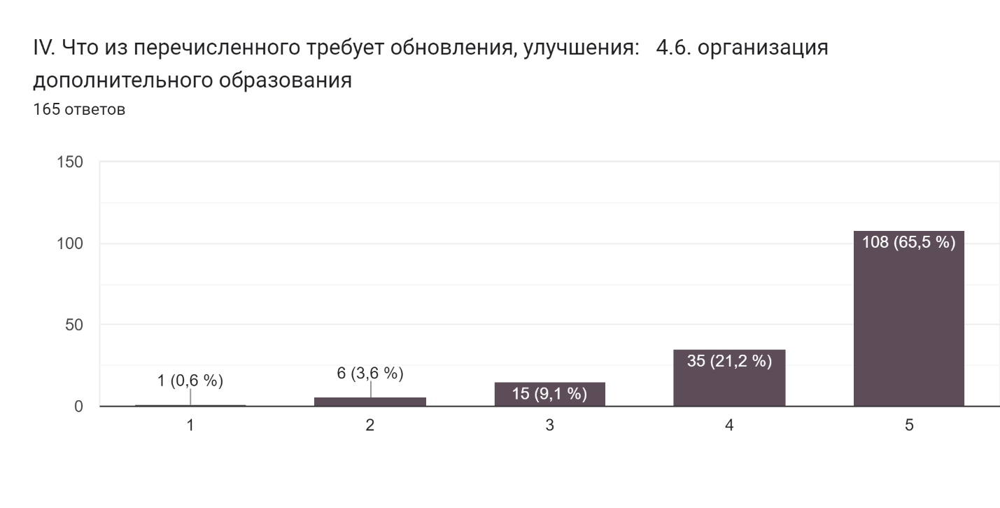 IV. Что из перечисленного требует обновления, улучшения:   4.6. организация
дополнительного образования
165 ответов
150
100
50
0
1 (0,6 %)
6 (3,6 %)
15 (9,1 %)
35 (21,2 %)
108 (65,5 %)
1
2
3
4
5